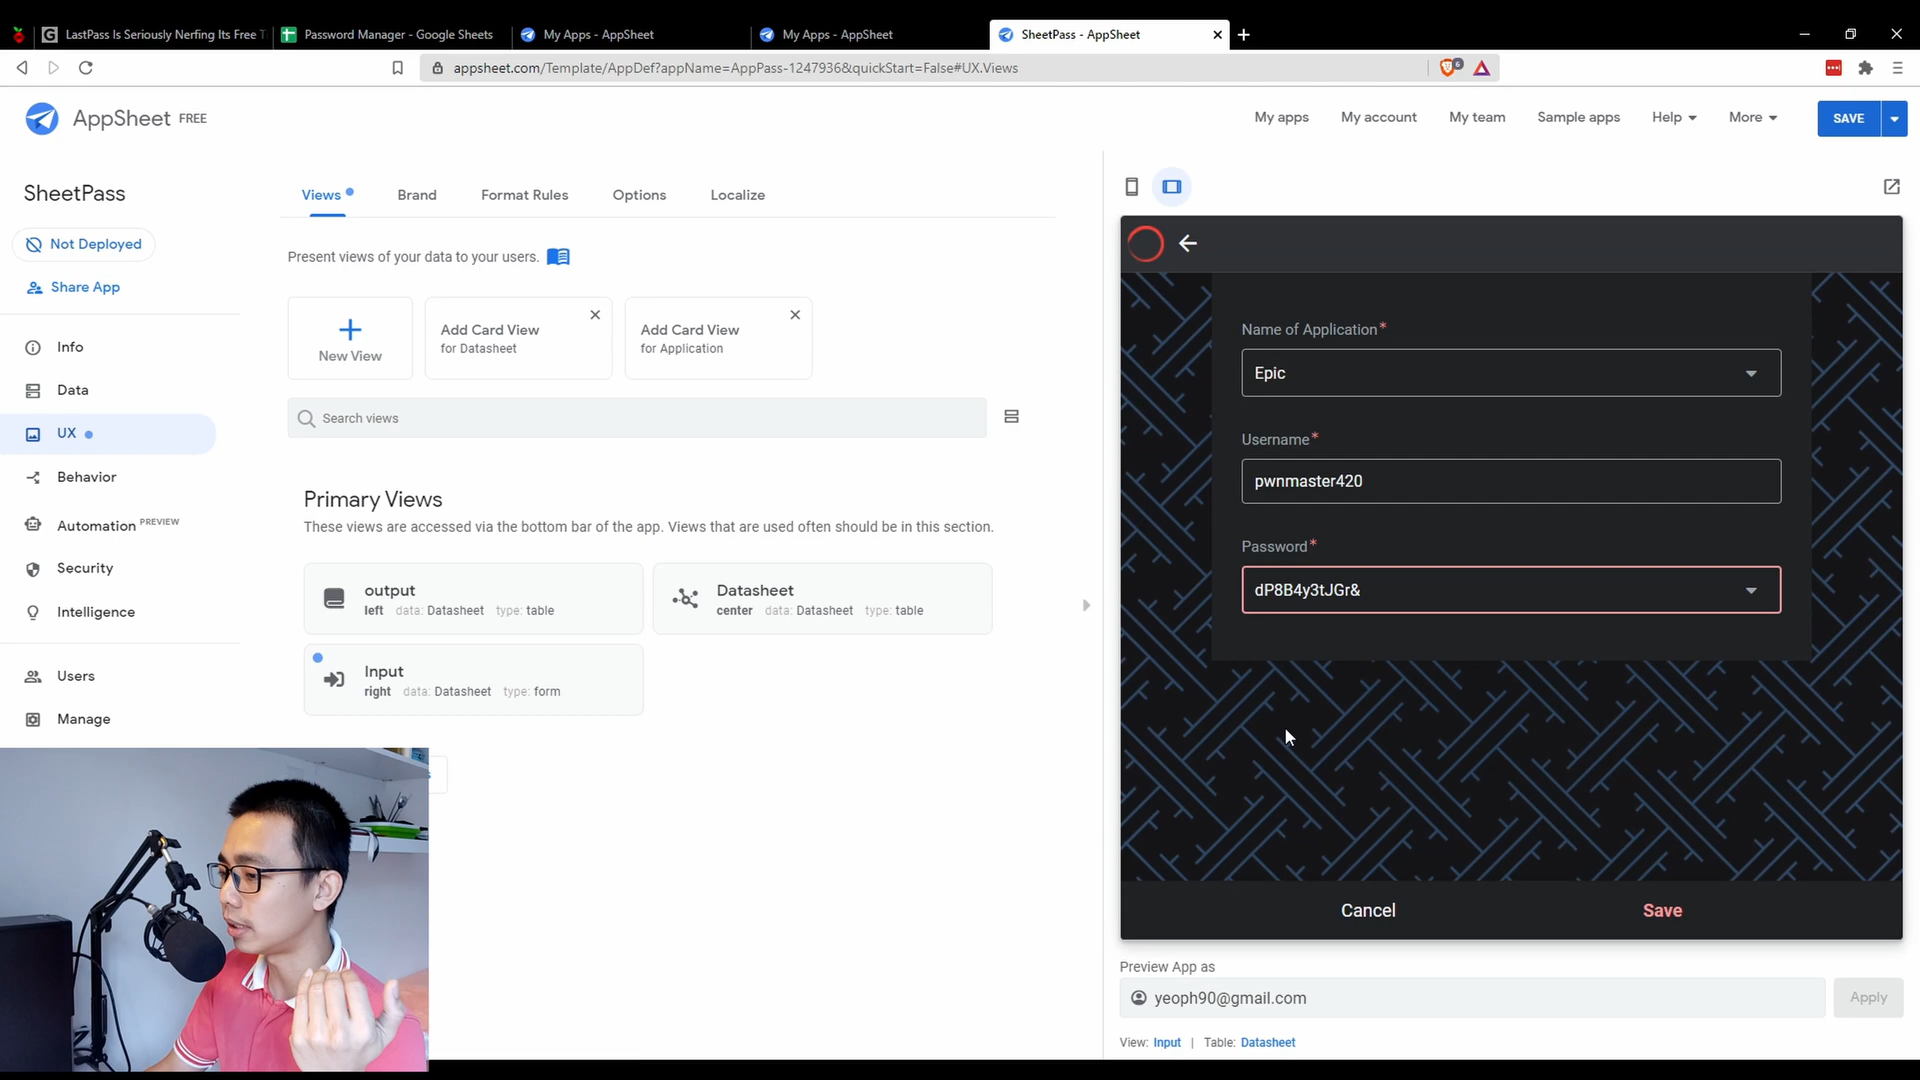 LastPass Is Seriously Nerfing Its Free T
Password Manager - Google Sheets
My Apps - AppSheet
My Apps - AppSheet
SheetPass - AppSheet
appsheet.com/Template/AppDef?appName=AppPass-1247936&quickStart=False#UX.Views
6
AppSheet FREE
My apps
My account
My team
Sample apps
Help
More
SAVE
SheetPass
Not Deployed
Share App
Info
Data
UX
Behavior
Automation PREVIEW
Security
Intelligence
Users
Manage
Views
Brand
Format Rules
Options
Localize
Present views of your data to your users.
New View
Add Card View
for Datasheet
Add Card View
for Application
Search views
Primary Views
These views are accessed via the bottom bar of the app. Views that are used often should be in this section.
output
left data: Datasheet type: table
Datasheet
center data: Datasheet type: table
Input
right data: Datasheet type: form
Name of Application*
Epic
Username*
pwnmaster420
Password*
dP8B4y3tJGr&
Cancel
Save
Preview App as
yeoph90@gmail.com
Apply
View: Input | Table: Datasheet